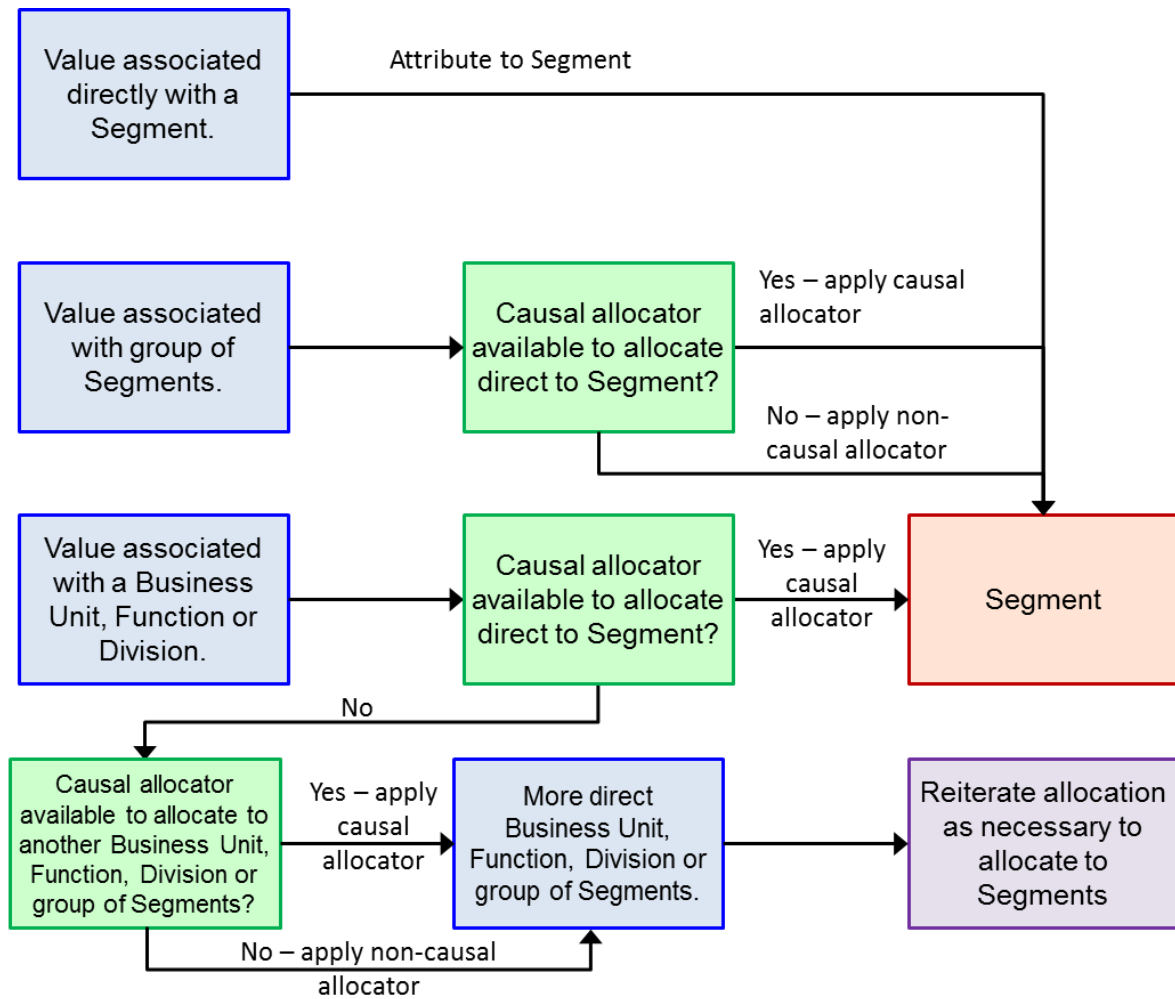 Value associated
directly with a
Segment.
Attribute to Segment
Value associated
with group of
Segments.
Causal allocator
available to allocate
direct to Segment?
Yes – apply causal
allocator
No – apply non-
causal allocator
Value associated
with a Business
Unit, Function or
Division.
Causal allocator
available to allocate
direct to Segment?
Yes – apply
causal
allocator
Segment
No
Causal allocator
available to allocate to
another Business Unit,
Function, Division or
group of Segments?
Yes – apply
causal
allocator
More direct
Business Unit,
Function, Division or
group of Segments.
Reiterate allocation
as necessary to
allocate to
Segments
No – apply non-causal
allocator